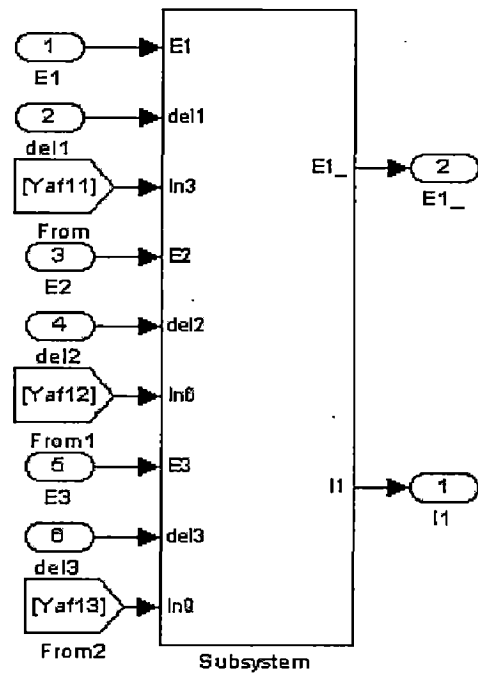 1
E1
E1
2
del1
del1
[Yaf11]
In3
From
E1_
2
E1_
3
E2
E2
4
del2
del2
[Yaf12]
In6
From1
5
E3
E3
I1
1
I1
6
del3
del3
[Yaf13]
In9
From2
Subsystem